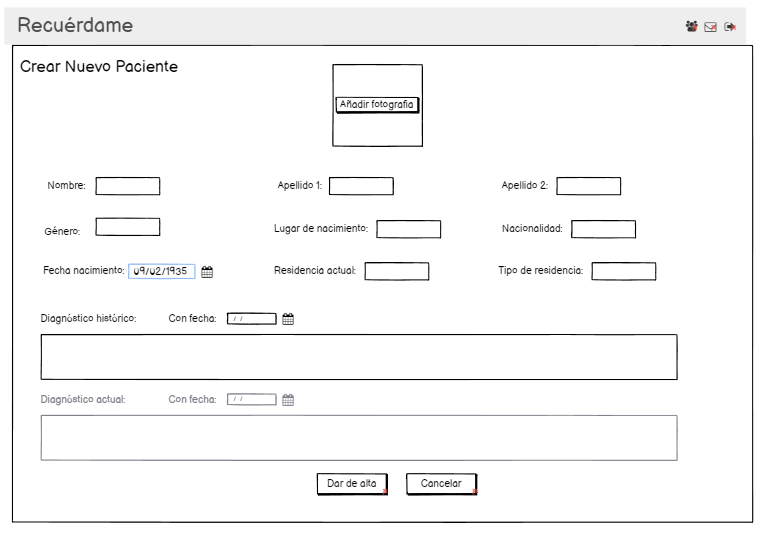 Recuérdame
Crear Nuevo Paciente
Añadir fotografia
Nombre:
Apellido 1:
Apellido 2:
Género:
Lugar de nacimiento:
Nacionalidad:
Fecha nacimiento: 09/02/1935
Residencia actual:
Tipo de residencia:
Diagnóstico histórico: Con fecha: / /
Diagnóstico actual: Con fecha: / /
Dar de alta
Cancelar